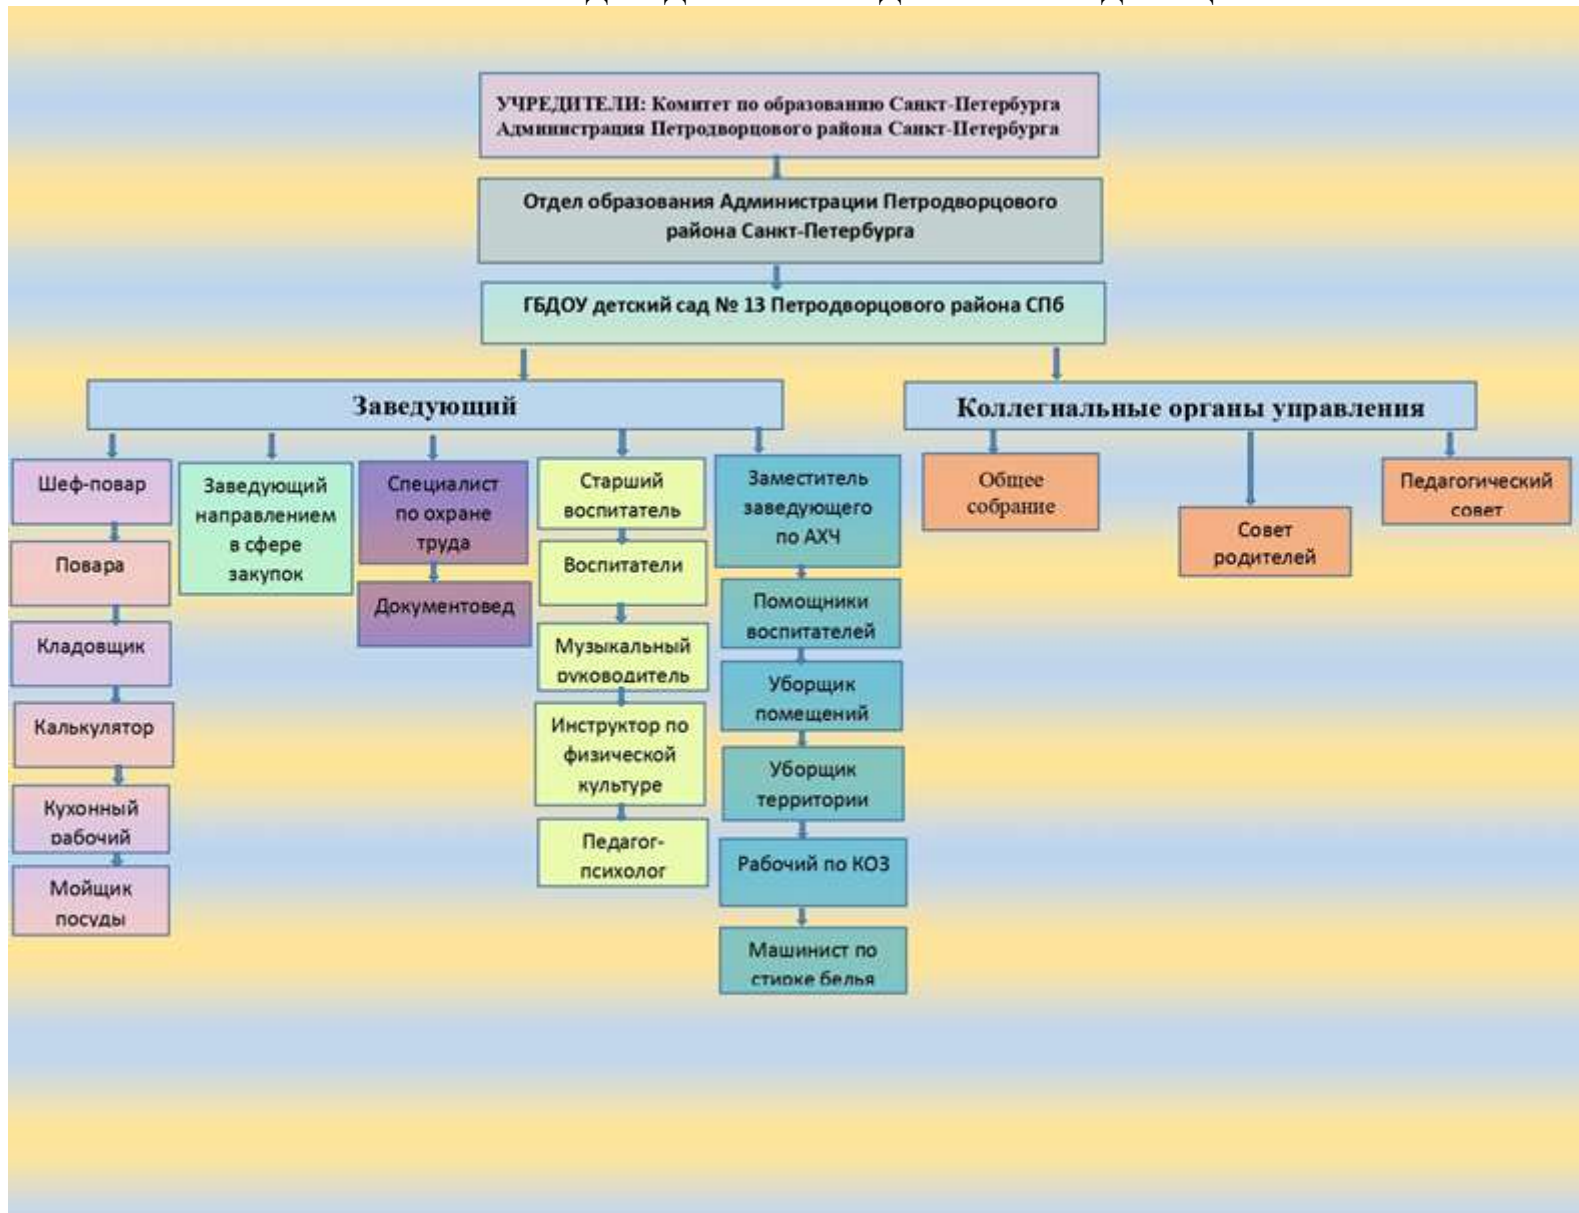 УЧРЕДИТЕЛИ: Комитет по образованию Санкт-Петербурга
Администрация Петродворцового района Санкт-Петербурга
Отдел образования Администрации Петродворцового
района Санкт-Петербурга
ГБДОУ детский сад № 13 Петродворцового района СПб
Заведующий
Шеф-повар
Повара
Кладовщик
Калькулятор
Кухонный
рабочий
Мойщик
посуды
Заведующий
направлением
в сфере
закупок
Специалист
по охране
труда
Документовед
Старший
воспитатель
Воспитатели
Музыкальный
руководитель
Инструктор по
физической
культуре
Педагог-
психолог
Заместитель
заведующего
по АХЧ
Помощники
воспитателей
Уборщик
помещений
Уборщик
территории
Рабочий по КОЗ
Машинист по
стирке белья
Коллегиальные органы управления
Общее
собрание
Совет
родителей
Педагогический
совет